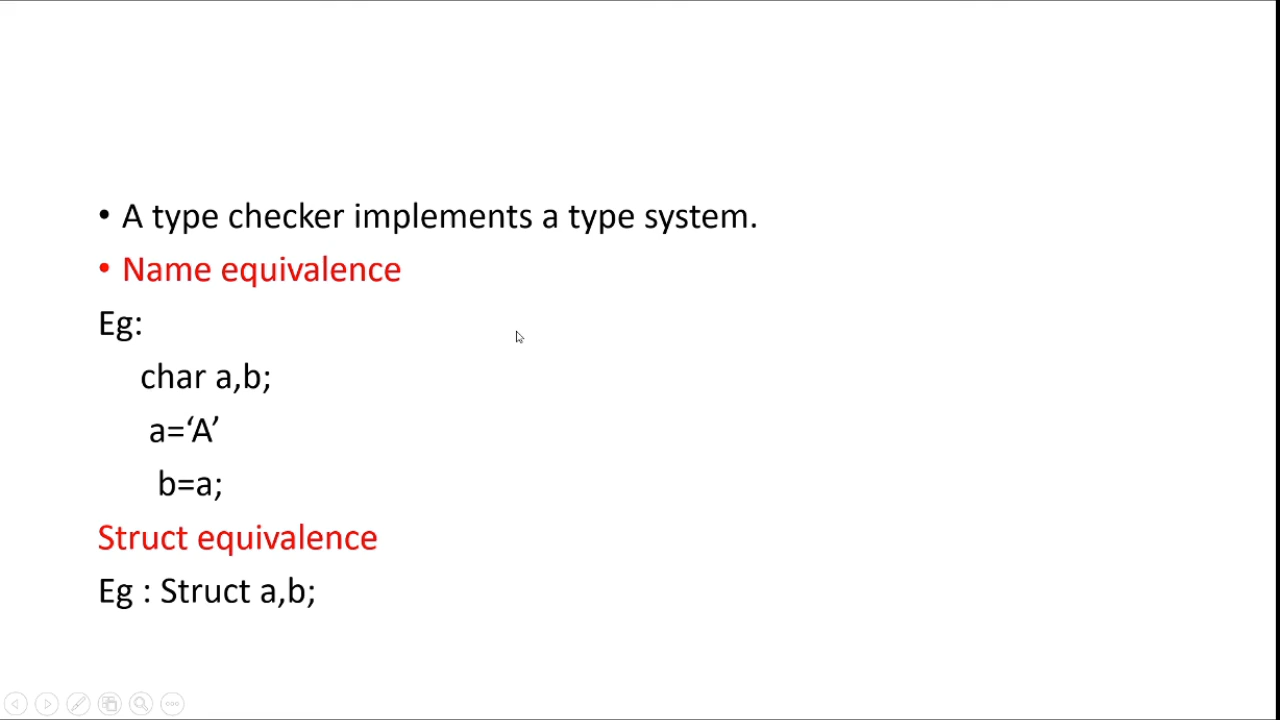 • A type checker implements a type system.
• Name equivalence
Eg:
char a,b;
a=‘A’
b=a;
Struct equivalence
Eg : Struct a,b;